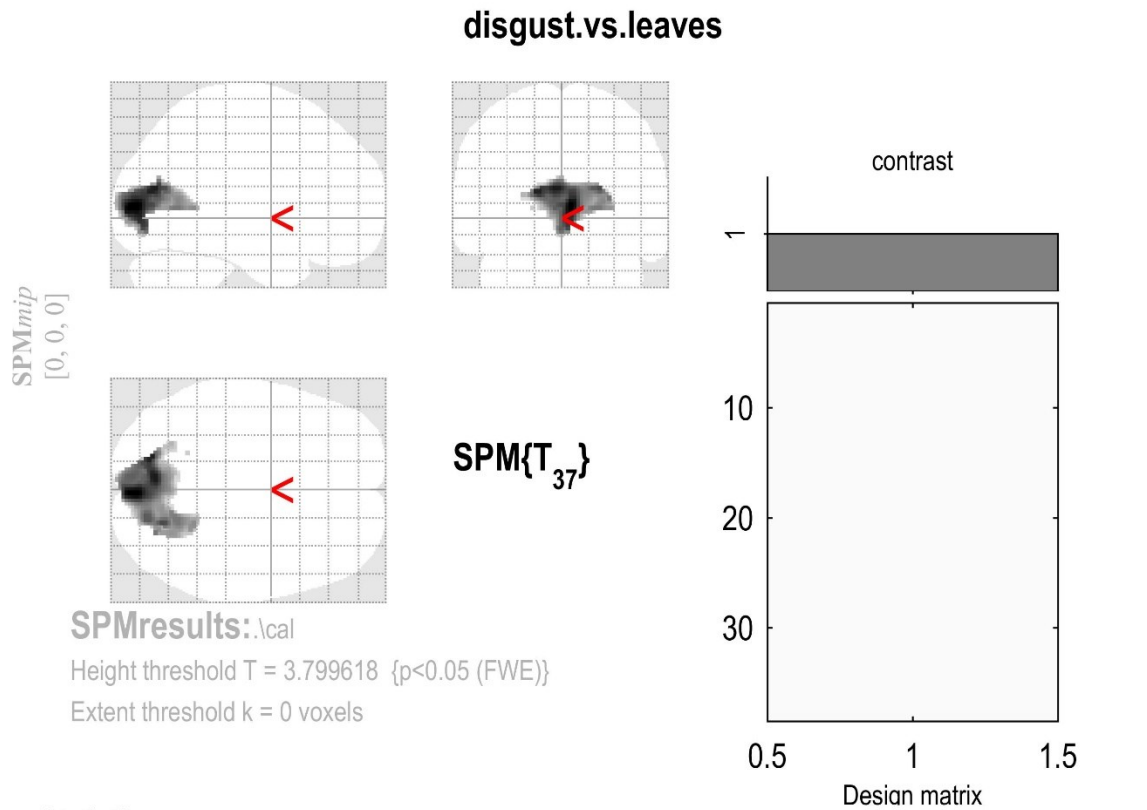 disgust.vs.leaves
SPMmip
[0, 0, 0]
<
<
<
SPM{T37}
SPMresults:.\cal
Height threshold T = 3.799618 {p<0.05 (FWE)}
Extent threshold k = 0 voxels
contrast
1
10
20
30
0.5 1 1.5
Design matrix